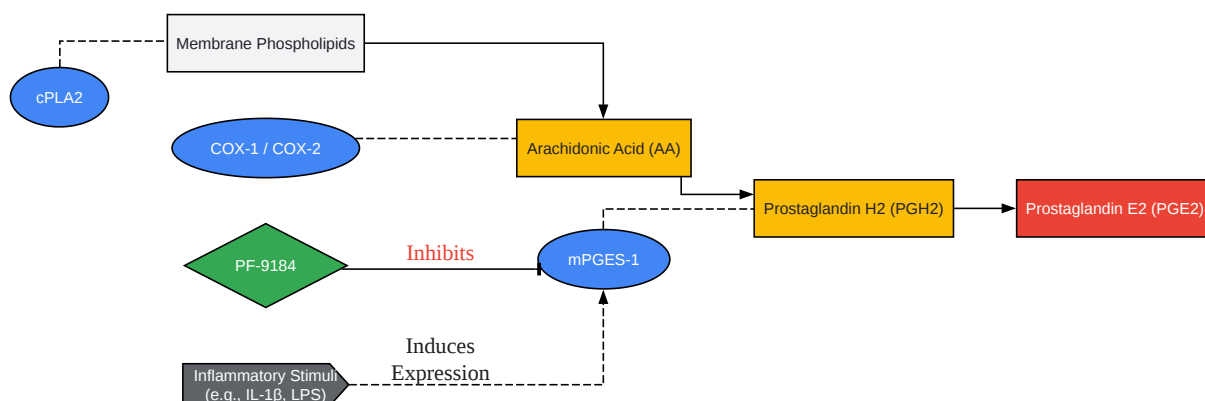 Membrane Phospholipids
cPLA2
COX-1 / COX-2
Arachidonic Acid (AA)
Prostaglandin H2 (PGH2)
Prostaglandin E2 (PGE2)
PF-9184
Inhibits
mPGES-1
Induces
Expression
Inflammatory Stimuli
(e.g., IL-1β, LPS)